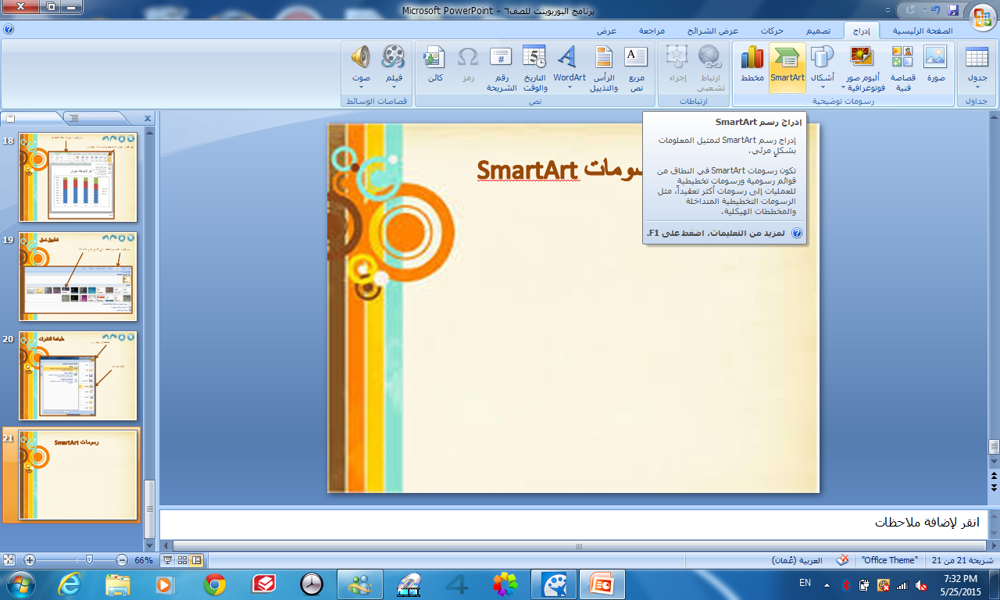 برنامج البوربوينت للصف٦ - Microsoft PowerPoint
الصفحة الرئيسية
إدراج
تصميم
حركات
عرض الشرائح
مراجعة
عرض
جدول
صورة
قصاصة فنية
ألبوم صور فوتوغرافية
أشكال
SmartArt
مخطط
ارتباط تشعبي
إجراء
مربع نص
الرأس والتذييل
WordArt
التاريخ والوقت
رقم الشريحة
رمز
كائن
فيلم
صوت
جداول
رسومات توضيحية
ارتباطات
نص
قصاصات الوسائط
إدراج رسم SmartArt
إدراج رسم SmartArt لتمثيل المعلومات
بشكلٍ مرئي.
تكون رسومات SmartArt في النطاق من
قوائم رسومية ورسومات تخطيطية
للعمليات إلى رسومات أكثر تعقيداً، مثل
الرسومات التخطيطية المتداخلة
والمخططات الهيكلية.
لمزيد من التعليمات، اضغط على F1.
SmartArt
18
19
تطبيق نسق
20
طباعة النشرات
21
رسومات SmartArt
انقر لإضافة ملاحظات
شريحة 21 من 21
"Office Theme"
العربية (عُمان)
66%
EN
7:32 PM
5/25/2015